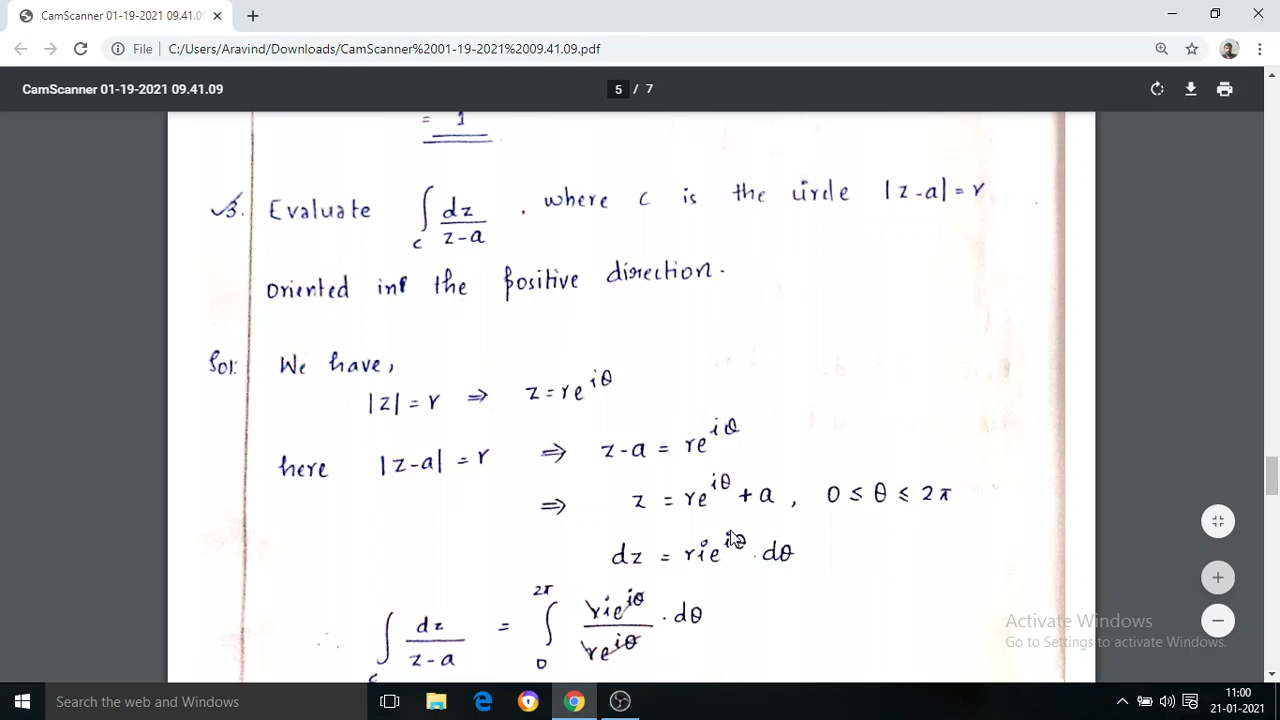 CamScanner 01-19-2021 09.41.0
File C:/Users/Aravind/Downloads/CamScanner%2001-19-2021%2009.41.09.pdf
CamScanner 01-19-2021 09.41.09
5 / 7
= 1
3. Evaluate ∫_C dz/(z-a) , where C is the circle |z-a| = r
oriented in the positive direction.
Sol: We have,
|z| = r ⇒ z = re^{iθ}
here |z-a| = r ⇒ z-a = re^{iθ}
⇒ z = re^{iθ} + a , 0 ≤ θ ≤ 2π
dz = rie^{iθ} . dθ
∴ ∫_C dz/(z-a) = ∫_0^{2π} rie^{iθ}/re^{iθ} . dθ
Activate Windows
Go to Settings to activate Windows.
Search the web and Windows
11:00
21-01-2021